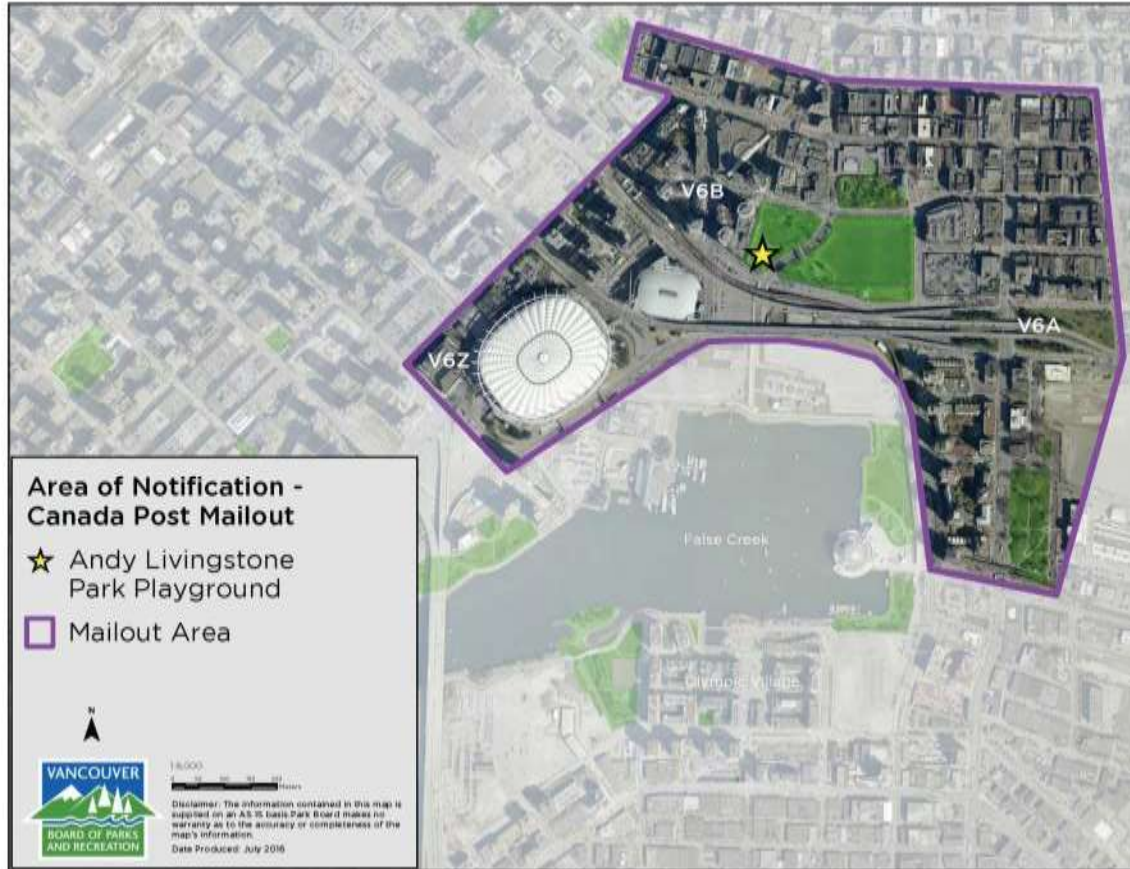 V6B
V6A
V6Z
False Creek
Olympic Village
Area of Notification -
Canada Post Mailout
Andy Livingstone
Park Playground
Mailout Area
N
VANCOUVER
BOARD OF PARKS
AND RECREATION
Meters
Disclaimer: The information contained in this map is
supplied on an AS IS basis.Park Board makes no
warranty as to the accuracy or completeness of the
map's information.
Date Produced: July 2016